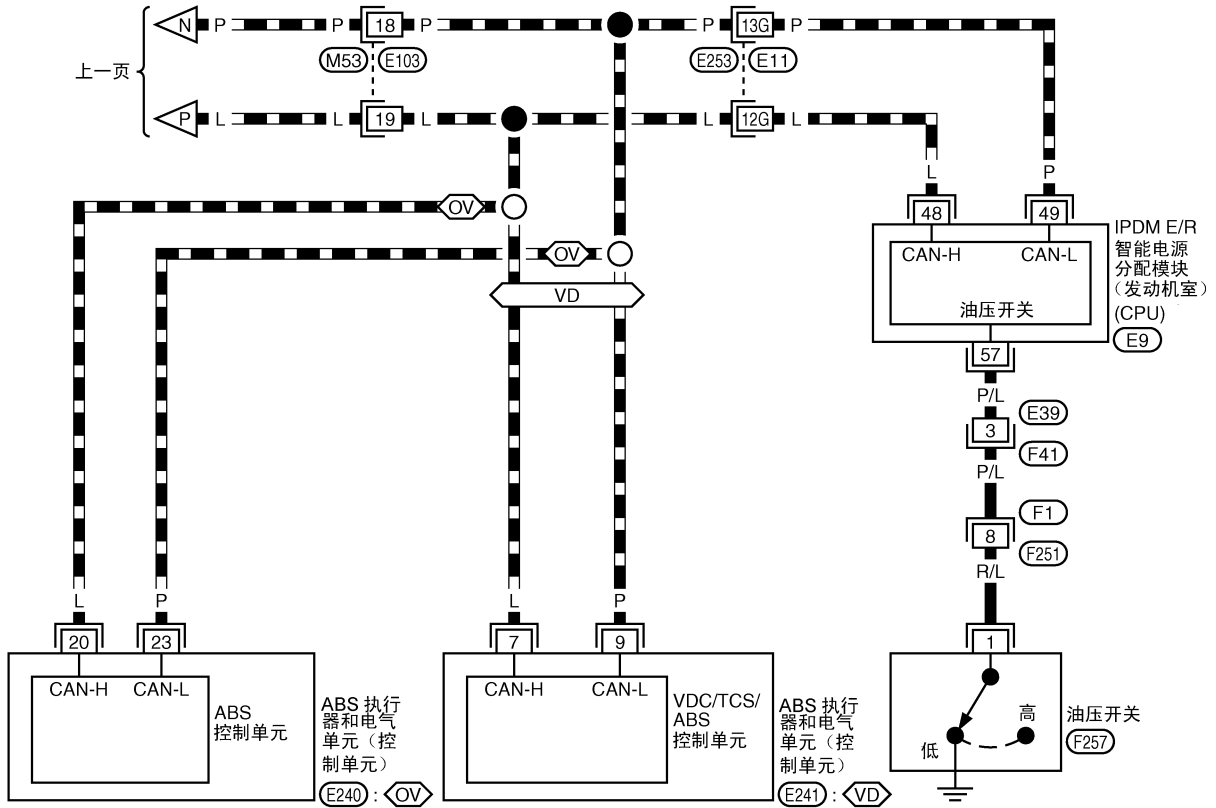 N P P 18 P P 13G P
M53 E103 E253 E11
上一页
P L L 19 L L 12G L
L P
OV
48 49
OV
CAN-H CAN-L
油压开关
IPDM E/R
智能电源
分配模块
（发动机室）
(CPU)
E9
VD
57
P/L
E39
3
F41
P/L
F1
8
F251
R/L
L P L P
20 23 7 9 1
CAN-H CAN-L
ABS
控制单元
ABS 执行
器和电气
单元（控
制单元）
E240 : OV
CAN-H CAN-L
VDC/TCS/
ABS
控制单元
ABS 执行
器和电气
单元（控
制单元）
E241 : VD
高
低
油压开关
F257